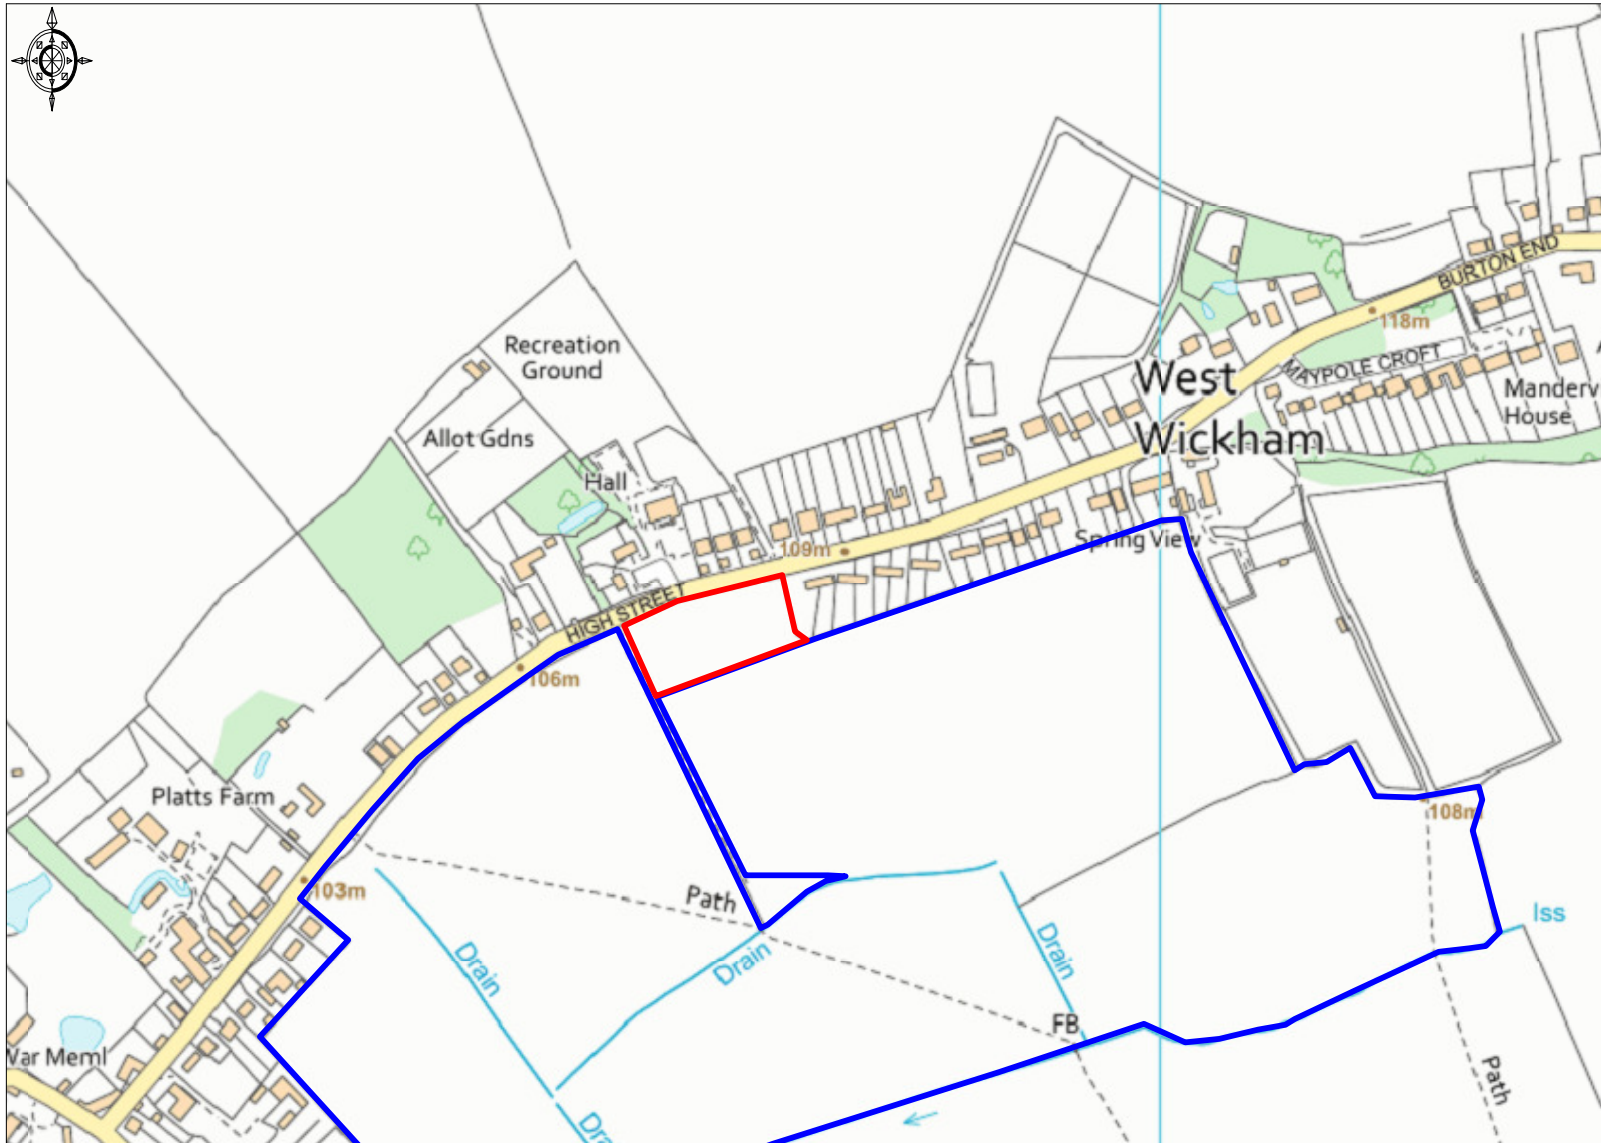 BURTON END
118m
Recreation
Ground
MAYPOLE CROFT
West
Wickham
Manderv
House
Allot Gdns
Hall
109m
Spring View
HIGH STREET
106m
Platts Farm
108m
103m
Path
Iss
Drain
Drain
Drain
FB
War Meml
Path
Dra